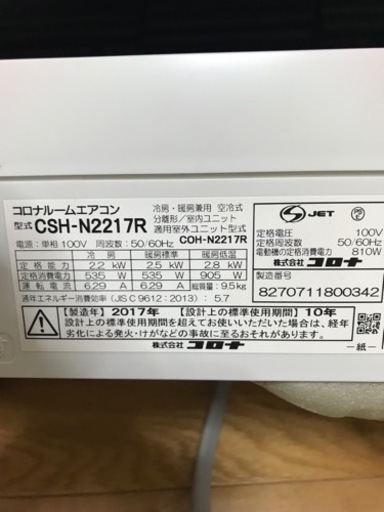 コロナルームエアコン
型式 CSH-N2217R
冷房・暖房兼用 空冷式
分離形／室内ユニット
適用室外ユニット型式
COH-N2217R
電源：単相100V 周波数：50/60Hz
冷房 暖房標準 暖房低温
定格能力 2.2 kW 2.5 kW 2.8 kW
定格消費電力 535 W 535 W 905 W
運転電流 6.29 A 6.29 A 総質量：9.5kg
通年エネルギー消費効率（JIS C 9612：2013）：5.7
JET
定格電圧 100V
定格周波数 50/60Hz
電動機の定格消費電力 810W
株式会社 コロナ
製造番号
8270711800342
【製造年】2017年 【設計上の標準使用期間】10年
設計上の標準使用期間を超えてお使いいただいた場合は、経年
劣化による発火・けがなどの事故に至るおそれがあります。
株式会社 コロナ
－紙－